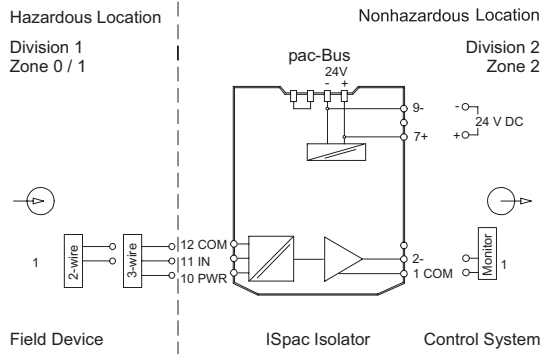 Hazardous Location
Nonhazardous Location
Division 1
Zone 0 / 1
Division 2
Zone 2
pac-Bus
24V
- +
9-
7+
-
24 V DC
+
1
2-wire
3-wire
12 COM
11 IN
10 PWR
2-
1 COM
Monitor
1
Field Device
ISpac Isolator
Control System